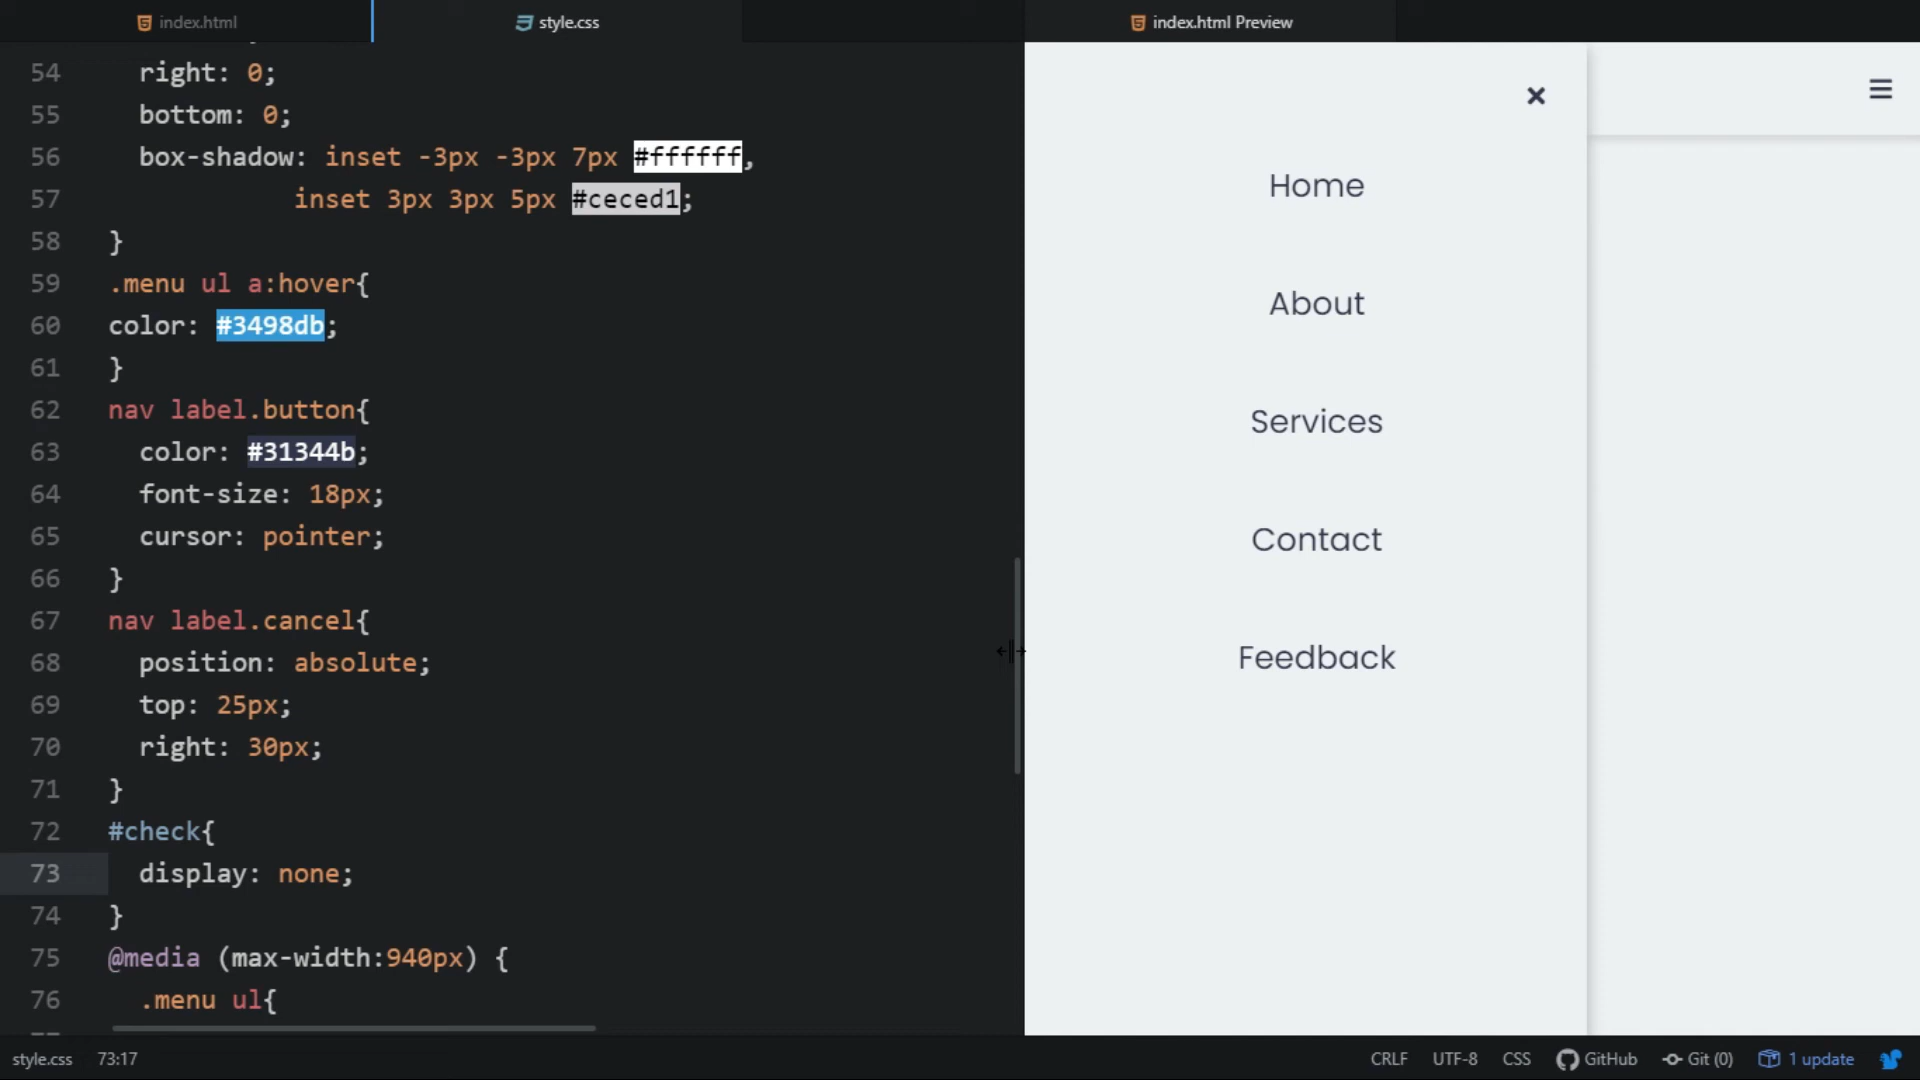 index.html
style.css
index.html Preview
54 right: 0;
55 bottom: 0;
56 box-shadow: inset -3px -3px 7px #ffffff,
57 inset 3px 3px 5px #ceced1;
58 }
59 .menu ul a:hover{
60 color: #3498db;
61 }
62 nav label.button{
63 color: #31344b;
64 font-size: 18px;
65 cursor: pointer;
66 }
67 nav label.cancel{
68 position: absolute;
69 top: 25px;
70 right: 30px;
71 }
72 #check{
73 display: none;
74 }
75 @media (max-width:940px) {
76 .menu ul{
Home
About
Services
Contact
Feedback
style.css 73:17
CRLF UTF-8 CSS GitHub Git (0) 1 update